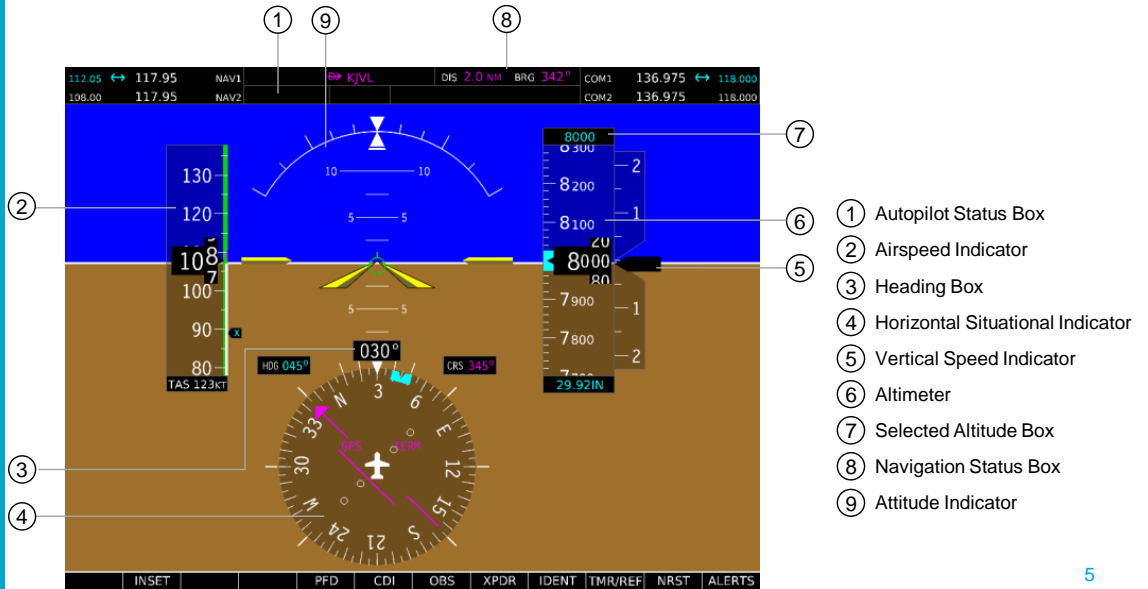 1 9 8
112.05 ↔ 117.95 NAV1 KJVL DIS 2.0 NM BRG 342° COM1 136.975 ↔ 118.000
108.00 117.95 NAV2 COM2 136.975 118.000
8000 7
8300
130 10 10 8200 2
2 120 5 5 8100 1 6
20
108 8000 5
7 80
100 5 5 7900 1
90 X 7800
80 030° 2
TAS 123KT HDG 045° CRS 345° 29.92IN
N 3 6
33 E
GPS TERM
30 12
3
W 15
4
24 21 S
INSET PFD CDI OBS XPDR IDENT TMR/REF NRST ALERTS
1 Autopilot Status Box
2 Airspeed Indicator
3 Heading Box
4 Horizontal Situational Indicator
5 Vertical Speed Indicator
6 Altimeter
7 Selected Altitude Box
8 Navigation Status Box
9 Attitude Indicator
5